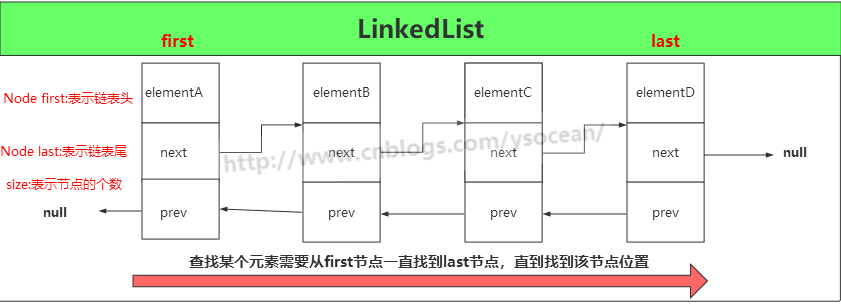 LinkedList
first
last
Node first:表示链表头
elementA
elementB
elementC
elementD
Node last:表示链表尾
next
next
next
next
null
http://www.cnblogs.com/ysocean/
size:表示节点的个数
null
prev
prev
prev
prev
查找某个元素需要从first节点一直找到last节点，直到找到该节点位置